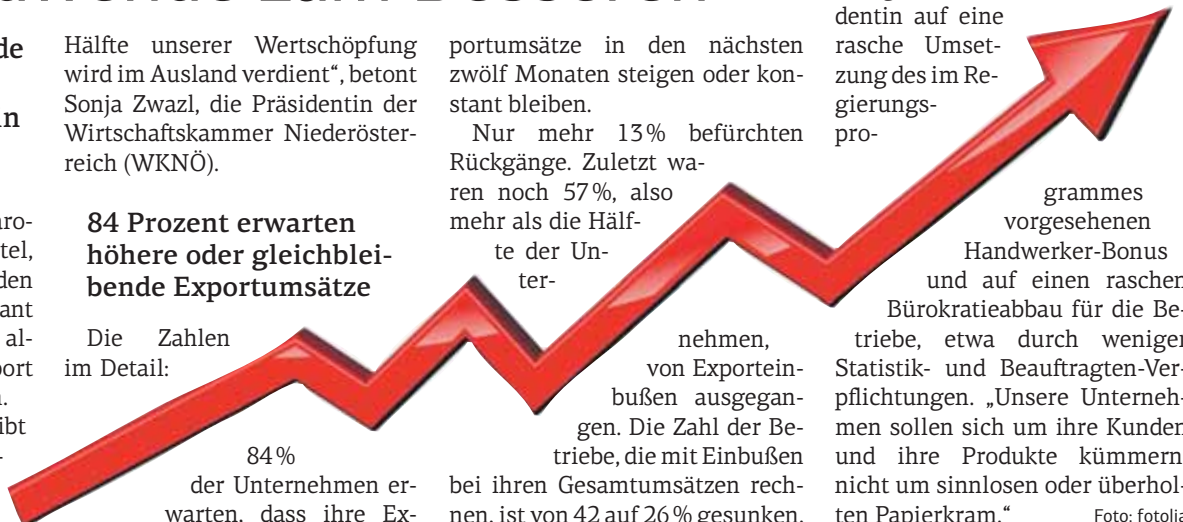 de
in
tel,
den
ant
al-
ort
ibt
Hälfte unserer Wertschöpfung
wird im Ausland verdient“, betont
Sonja Zwazl, die Präsidentin der
Wirtschaftskammer Niederöster-
reich (WKNÖ).
84 Prozent erwarten
höhere oder gleichblei-
bende Exportumsätze
Die Zahlen
im Detail:
84 %
der Unternehmen er-
warten, dass ihre Ex-
portumsätze in den nächsten
zwölf Monaten steigen oder kon-
stant bleiben.
Nur mehr 13 % befürchten
Rückgänge. Zuletzt wa-
ren noch 57 %, also
mehr als die Hälf-
te der Un-
ter-
nehmen,
von Exportein-
bußen ausgegan-
gen. Die Zahl der Be-
triebe, die mit Einbußen
bei ihren Gesamtumsätzen rech-
nen, ist von 42 auf 26 % gesunken.
dentin auf eine
rasche Umset-
zung des im Re-
gierungs-
pro-
grammes
vorgesehenen
Handwerker-Bonus
und auf einen raschen
Bürokratieabbau für die Be-
triebe, etwa durch weniger
Statistik- und Beauftragten-Ver-
pflichtungen. „Unsere Unterneh-
men sollen sich um ihre Kunden
und ihre Produkte kümmern
nicht um sinnlosen oder überhol-
ten Papierkram.“
Foto: fotolia